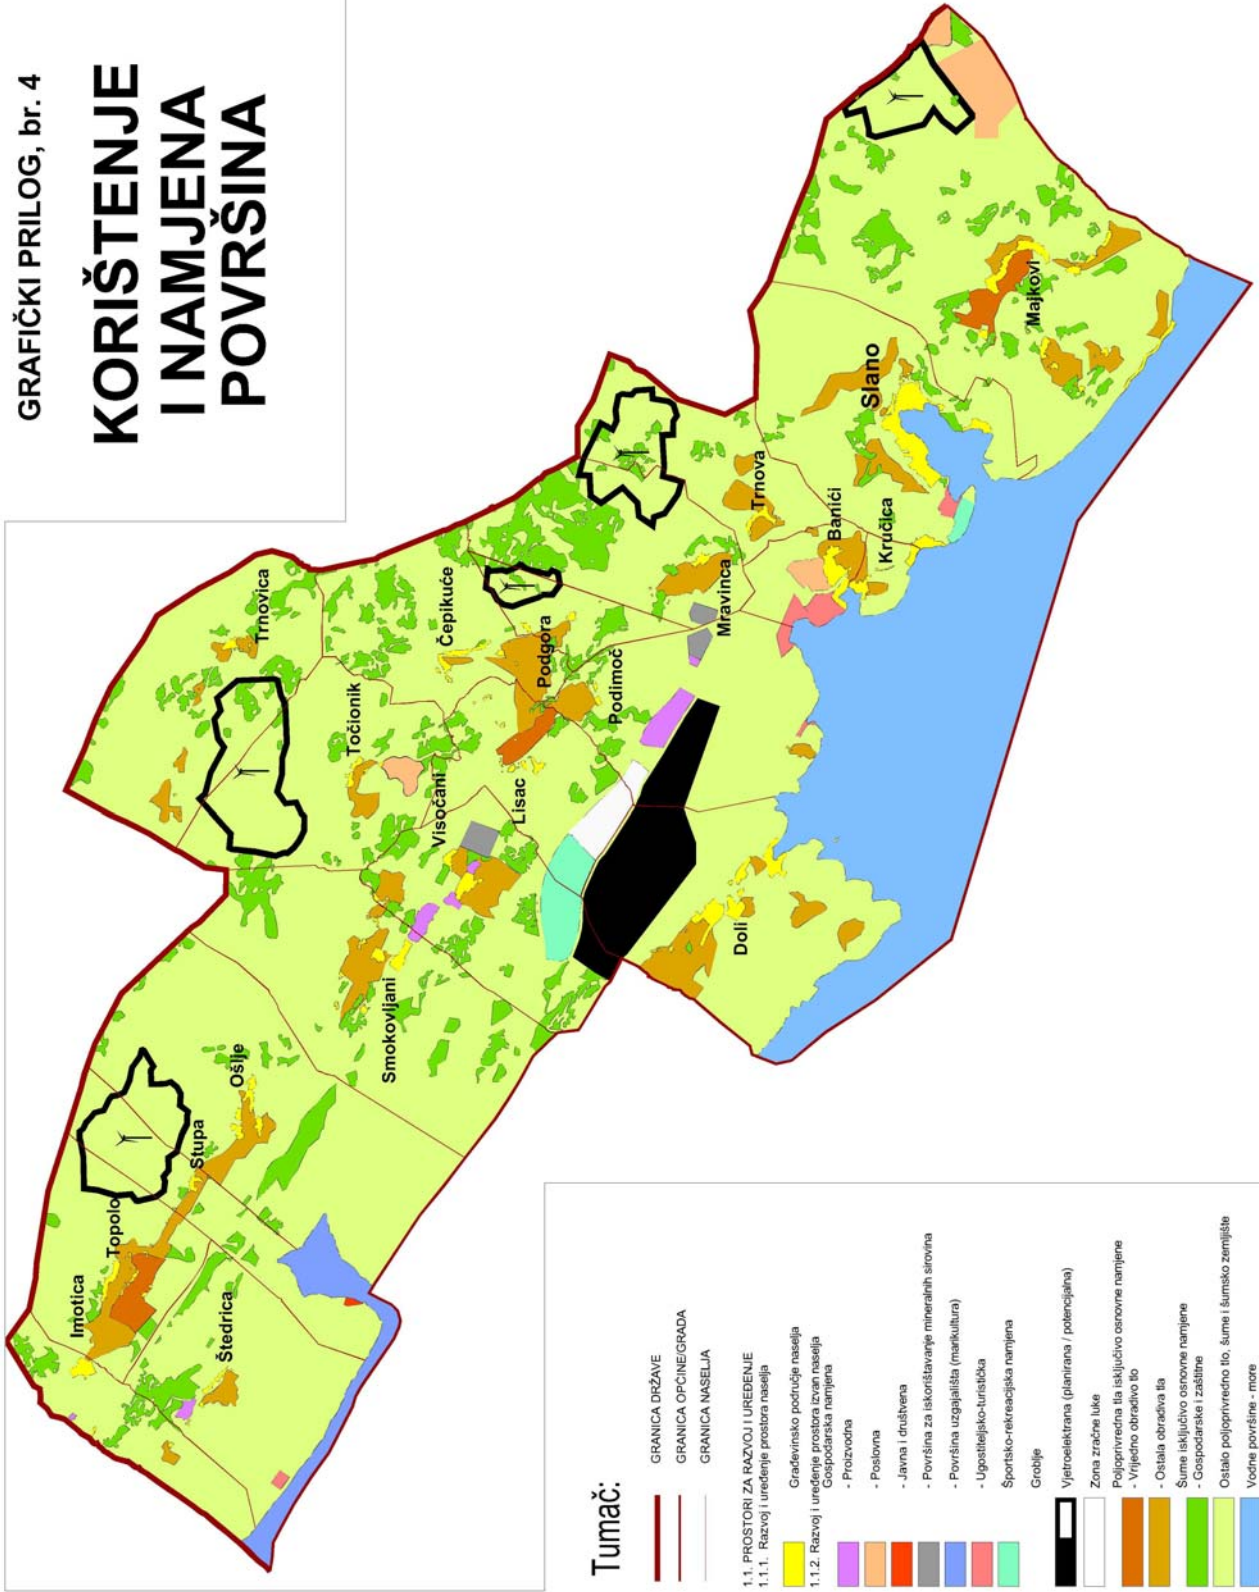 GRAFIČKI PRILOG, br. 4
KORIŠTENJE
I NAMJENA
POVRŠINA
Imotica
Topolo
Stupa
Ošlje
Štedrica
Smokovljani
Visočani
Točionik
Trnovica
Čepikuće
Lisac
Podgora
Podimoč
Doli
Mravinca
Trnova
Banići
Kručica
Slano
Majkovi
Tumač:
GRANICA DRŽAVE
GRANICA OPĆINE/GRADA
GRANICA NASELJA
1.1. PROSTORI ZA RAZVOJ I UREĐENJE
1.1.1. Razvoj i uređenje prostora naselja
Građevinsko područje naselja
1.1.2. Razvoj i uređenje prostora izvan naselja
Gospodarska namjena
- Proizvodna
- Poslovna
- Javna i društvena
- Površina za iskorištavanje mineralnih sirovina
- Površina uzgajališta (marikultura)
- Ugostiteljsko-turistička
Športsko-rekreacijska namjena
Groblje
Vjetroelektrana (planirana / potencijalna)
Zona zračne luke
Poljoprivredna tla isključivo osnovne namjene
- Vrijedno obradivo tlo
- Ostala obradiva tla
Šume isključivo osnovne namjene
- Gospodarske i zaštitne
Ostalo poljoprivredno tlo, šume i šumsko zemljište
Vodne površine - more